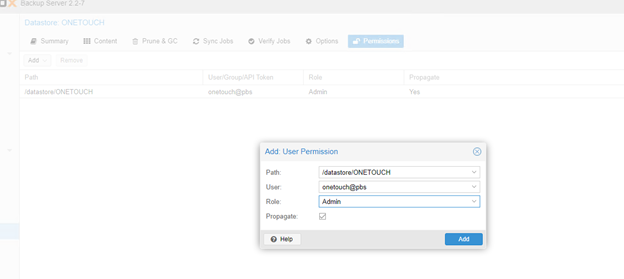 Backup Server 2.2-7
Datastore: ONETOUCH
Summary Content Prune & GC Sync Jobs Verify Jobs Options Permissions
Add Remove
Path User/Group/API Token Role Propagate
/datastore/ONETOUCH onetouch@pbs Admin Yes
Add: User Permission
Path: /datastore/ONETOUCH
User: onetouch@pbs
Role: Admin
Propagate:
Help Add